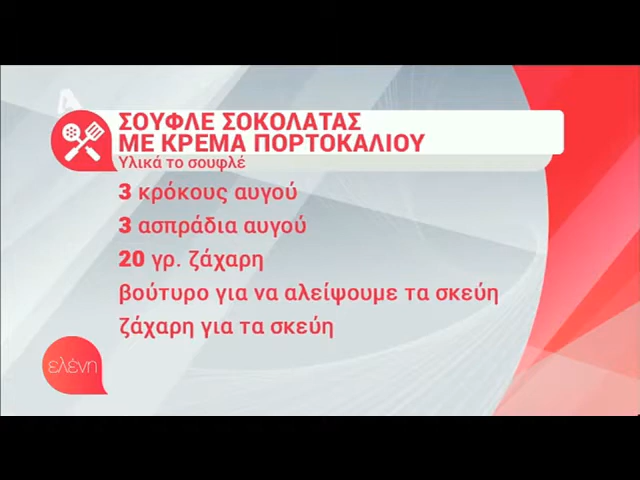 ΣΟΥΦΛΕ ΣΟΚΟΛΑΤΑΣ
ΜΕ ΚΡΕΜΑ ΠΟΡΤΟΚΑΛΙΟΥ
Υλικά το σουφλέ
3 κρόκους αυγού
3 ασπράδια αυγού
20 γρ. ζάχαρη
βούτυρο για να αλείψουμε τα σκεύη
ζάχαρη για τα σκεύη
ελένη